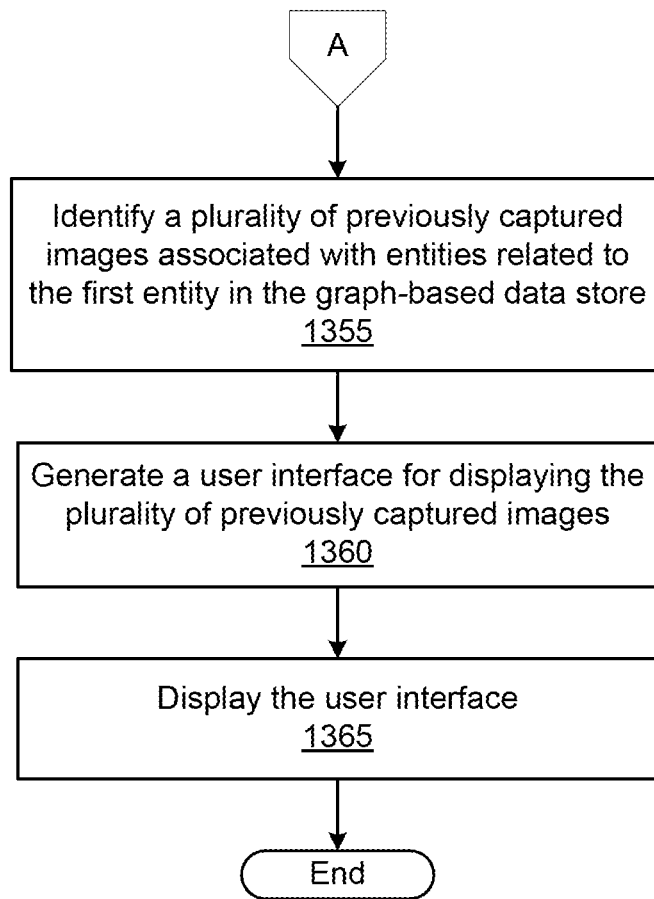 A
Identify a plurality of previously captured
images associated with entities related to
the first entity in the graph-based data store
1355
Generate a user interface for displaying the
plurality of previously captured images
1360
Display the user interface
1365
End